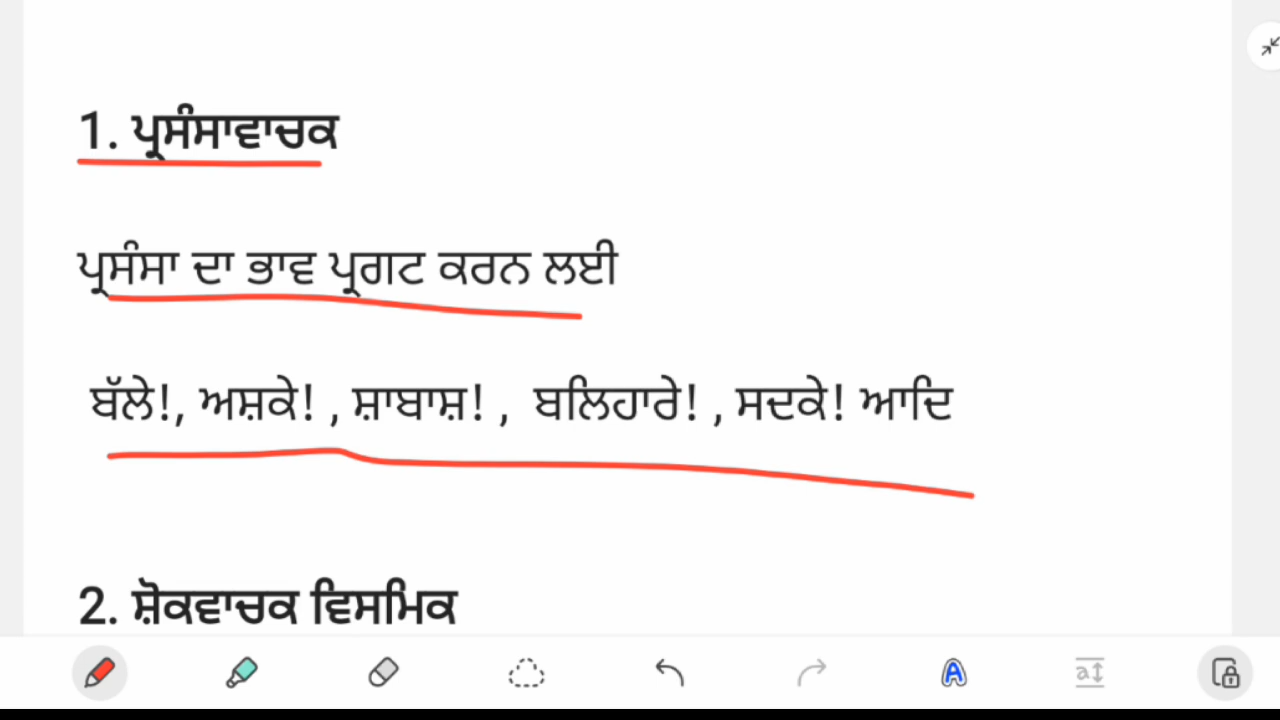 1. ਪ੍ਰਸੰਸਾਵਾਚਕ
ਪ੍ਰਸੰਸਾ ਦਾ ਭਾਵ ਪ੍ਰਗਟ ਕਰਨ ਲਈ
ਬੱਲੇ!, ਅਸ਼ਕੇ! , ਸ਼ਾਬਾਸ਼! , ਬਲਿਹਾਰੇ! , ਸਦਕੇ! ਆਦਿ
2. ਸ਼ੋਕਵਾਚਕ ਵਿਸਮਿਕ
A a